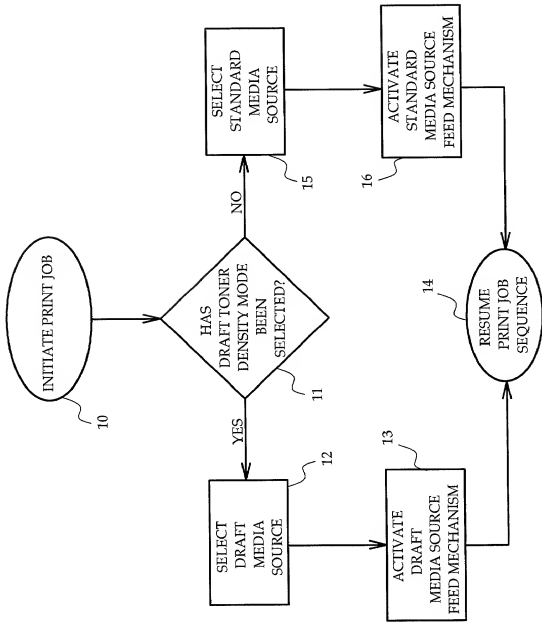 INITIATE PRINT JOB
10
HAS
DRAFT TONER
DENSITY MODE
BEEN
SELECTED?
11
YES
NO
SELECT
DRAFT
MEDIA
SOURCE
12
SELECT
STANDARD
MEDIA
SOURCE
15
ACTIVATE
DRAFT
MEDIA SOURCE
FEED MECHANISM
13
ACTIVATE
STANDARD
MEDIA SOURCE
FEED MECHANISM
16
RESUME
PRINT JOB
SEQUENCE
14